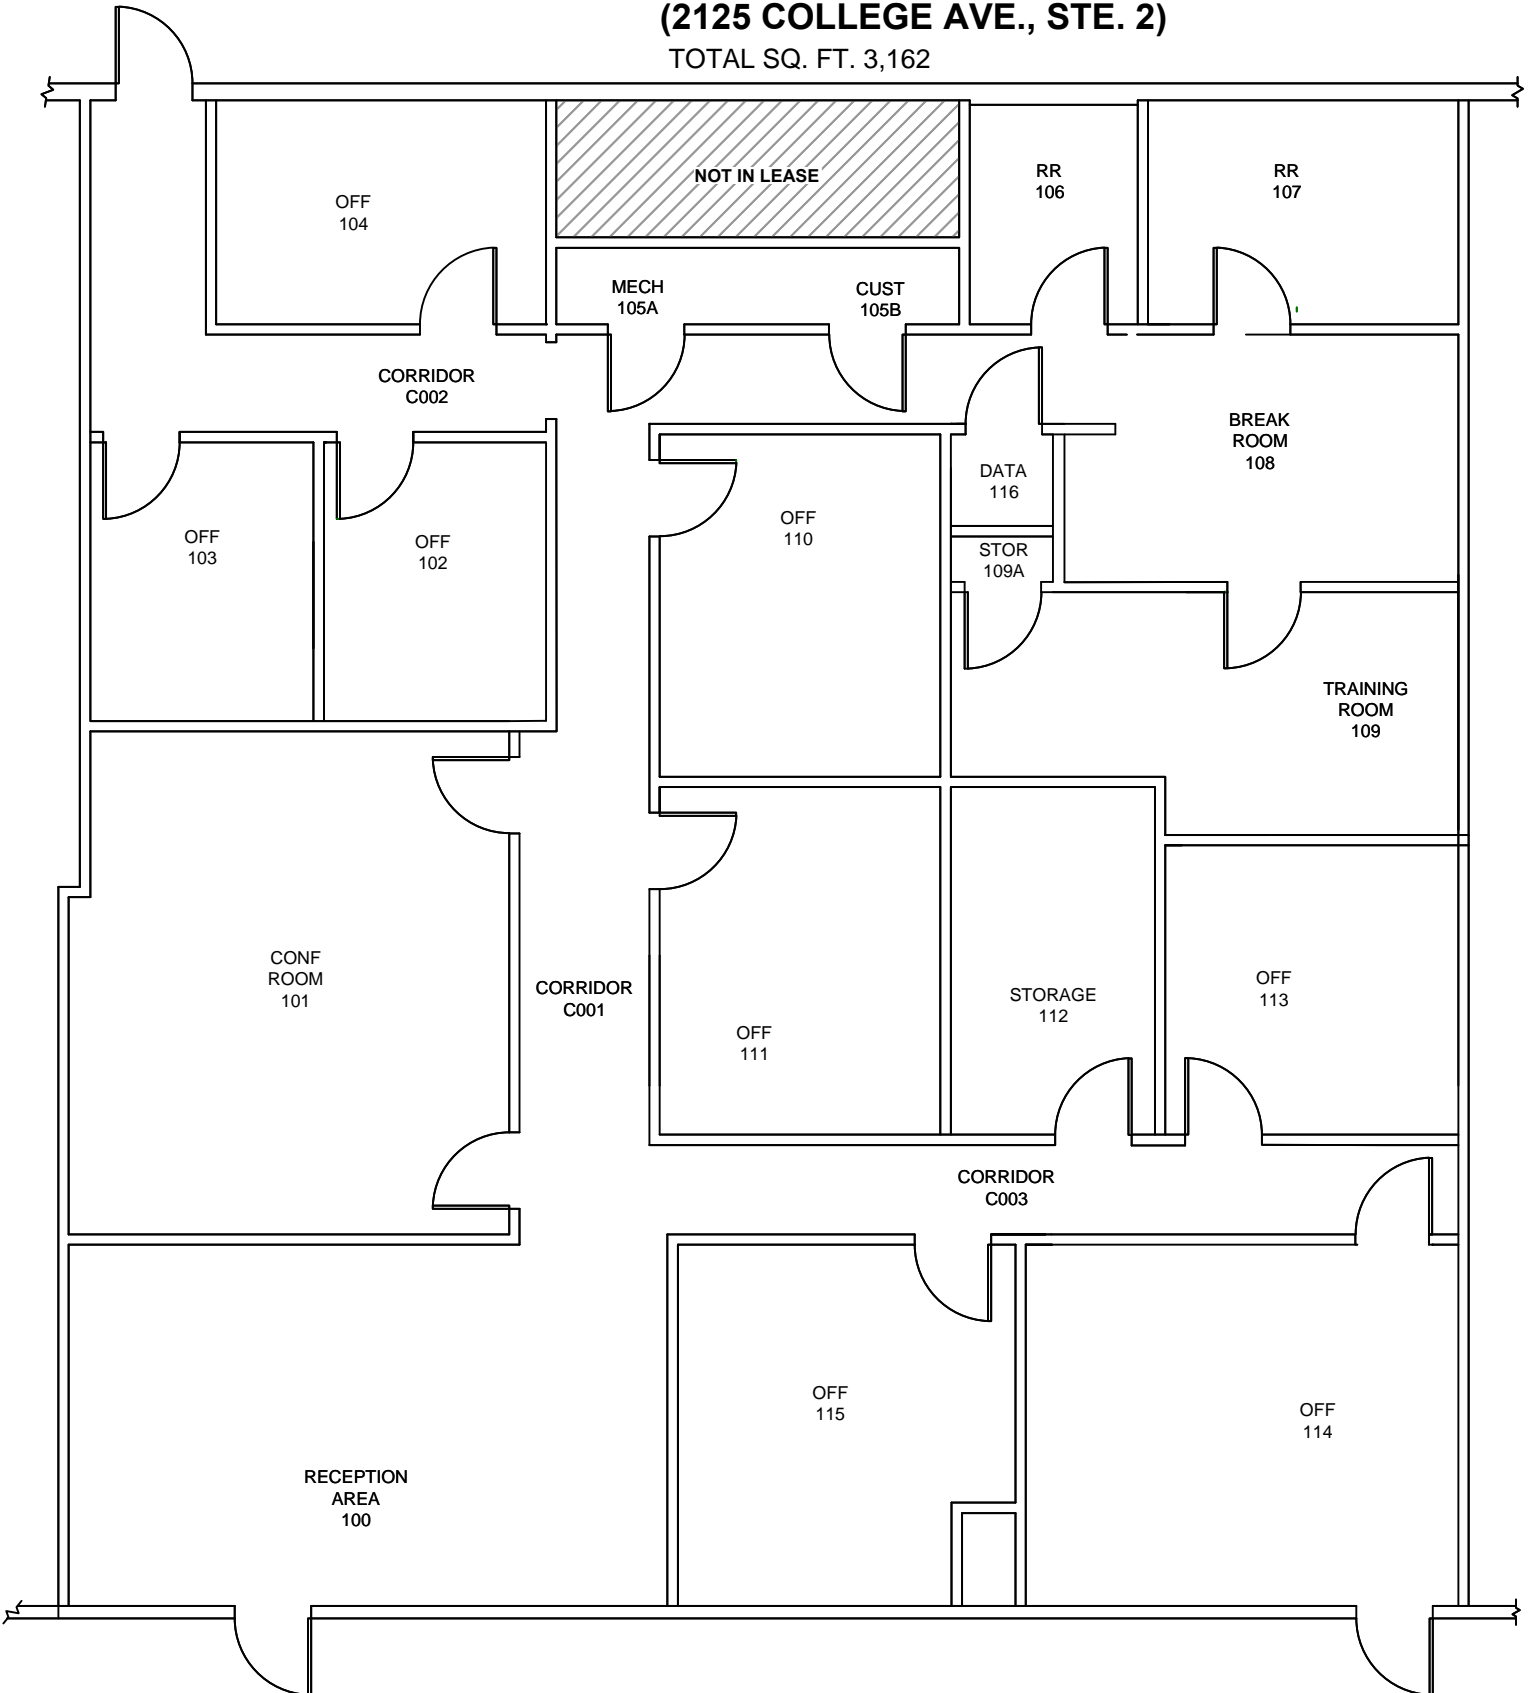 (2125 COLLEGE AVE., STE. 2)
TOTAL SQ. FT. 3,162
OFF
104
NOT IN LEASE
RR
106
RR
107
MECH
105A
CUST
105B
CORRIDOR
C002
BREAK
ROOM
108
OFF
103
OFF
102
OFF
110
DATA
116
STOR
109A
TRAINING
ROOM
109
CONF
ROOM
101
CORRIDOR
C001
OFF
111
STORAGE
112
OFF
113
CORRIDOR
C003
RECEPTION
AREA
100
OFF
115
OFF
114